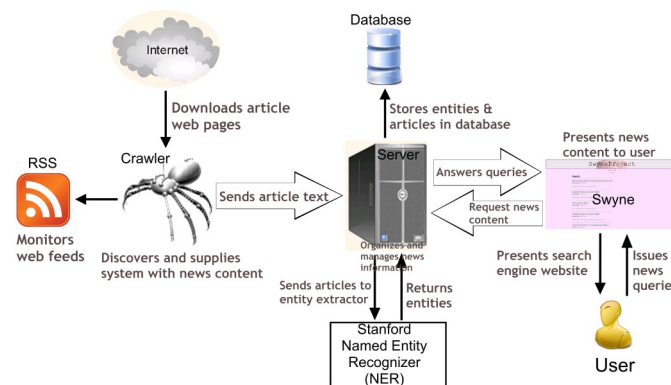 Internet
Database
Downloads article
web pages
Stores entities &
articles in database
Presents news
content to user
RSS
Crawler
Server
SwyneProject
Answers queries
Swyne
Sends article text
Request news
content
Monitors
web feeds
Discovers and supplies
system with news content
Organizes and
manages news
information
Presents search
engine website
Issues
news
querie
Sends articles to
entity extractor
Returns
entities
Stanford
Named Entity
Recognizer
(NER)
User